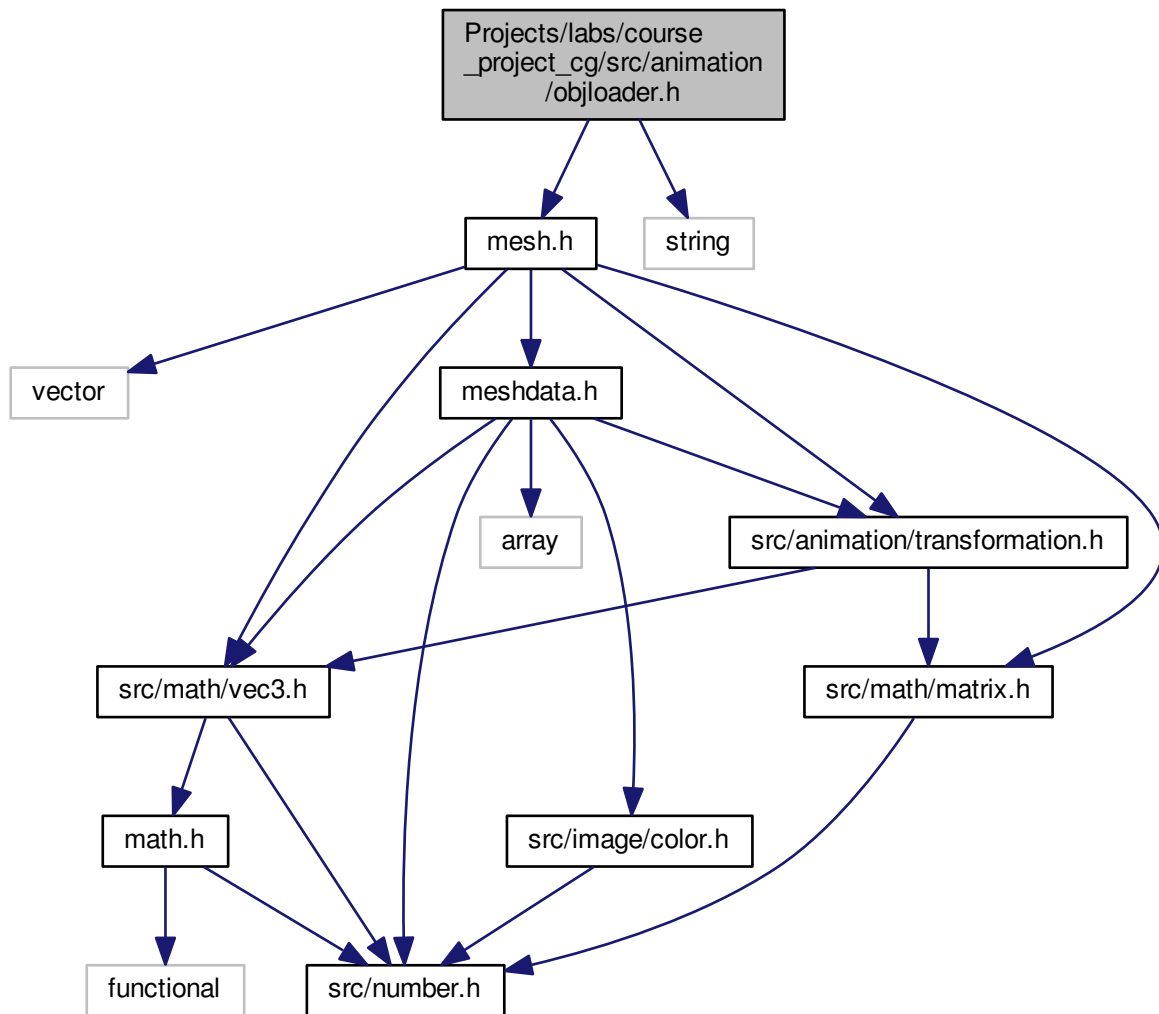 Projects/labs/course
_project_cg/src/animation
/objloader.h
mesh.h
string
vector
meshdata.h
array
src/animation/transformation.h
src/math/vec3.h
src/math/matrix.h
math.h
src/image/color.h
functional
src/number.h